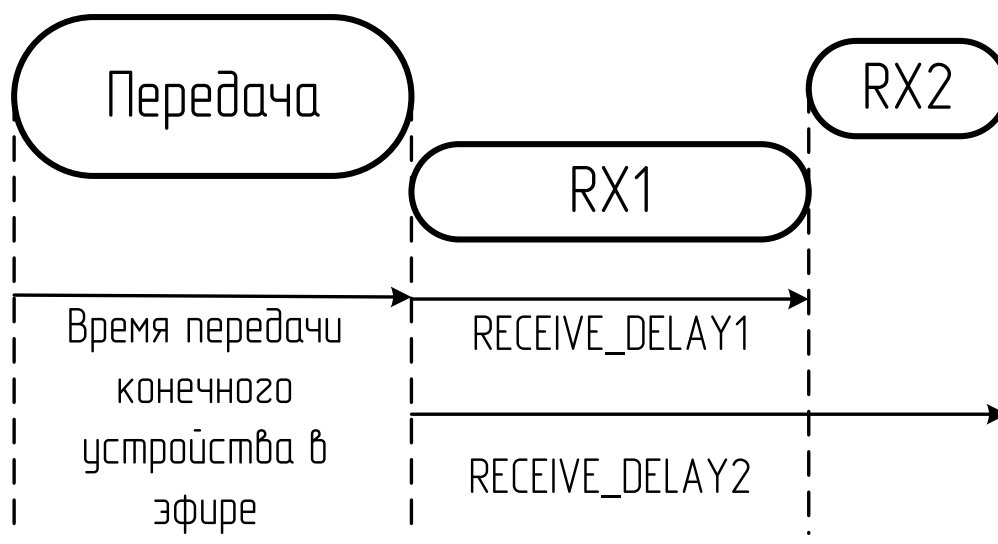 Передача
RX2
RX1
Время передачи
конечного
устройства в
эфире
RECEIVE_DELAY1
RECEIVE_DELAY2